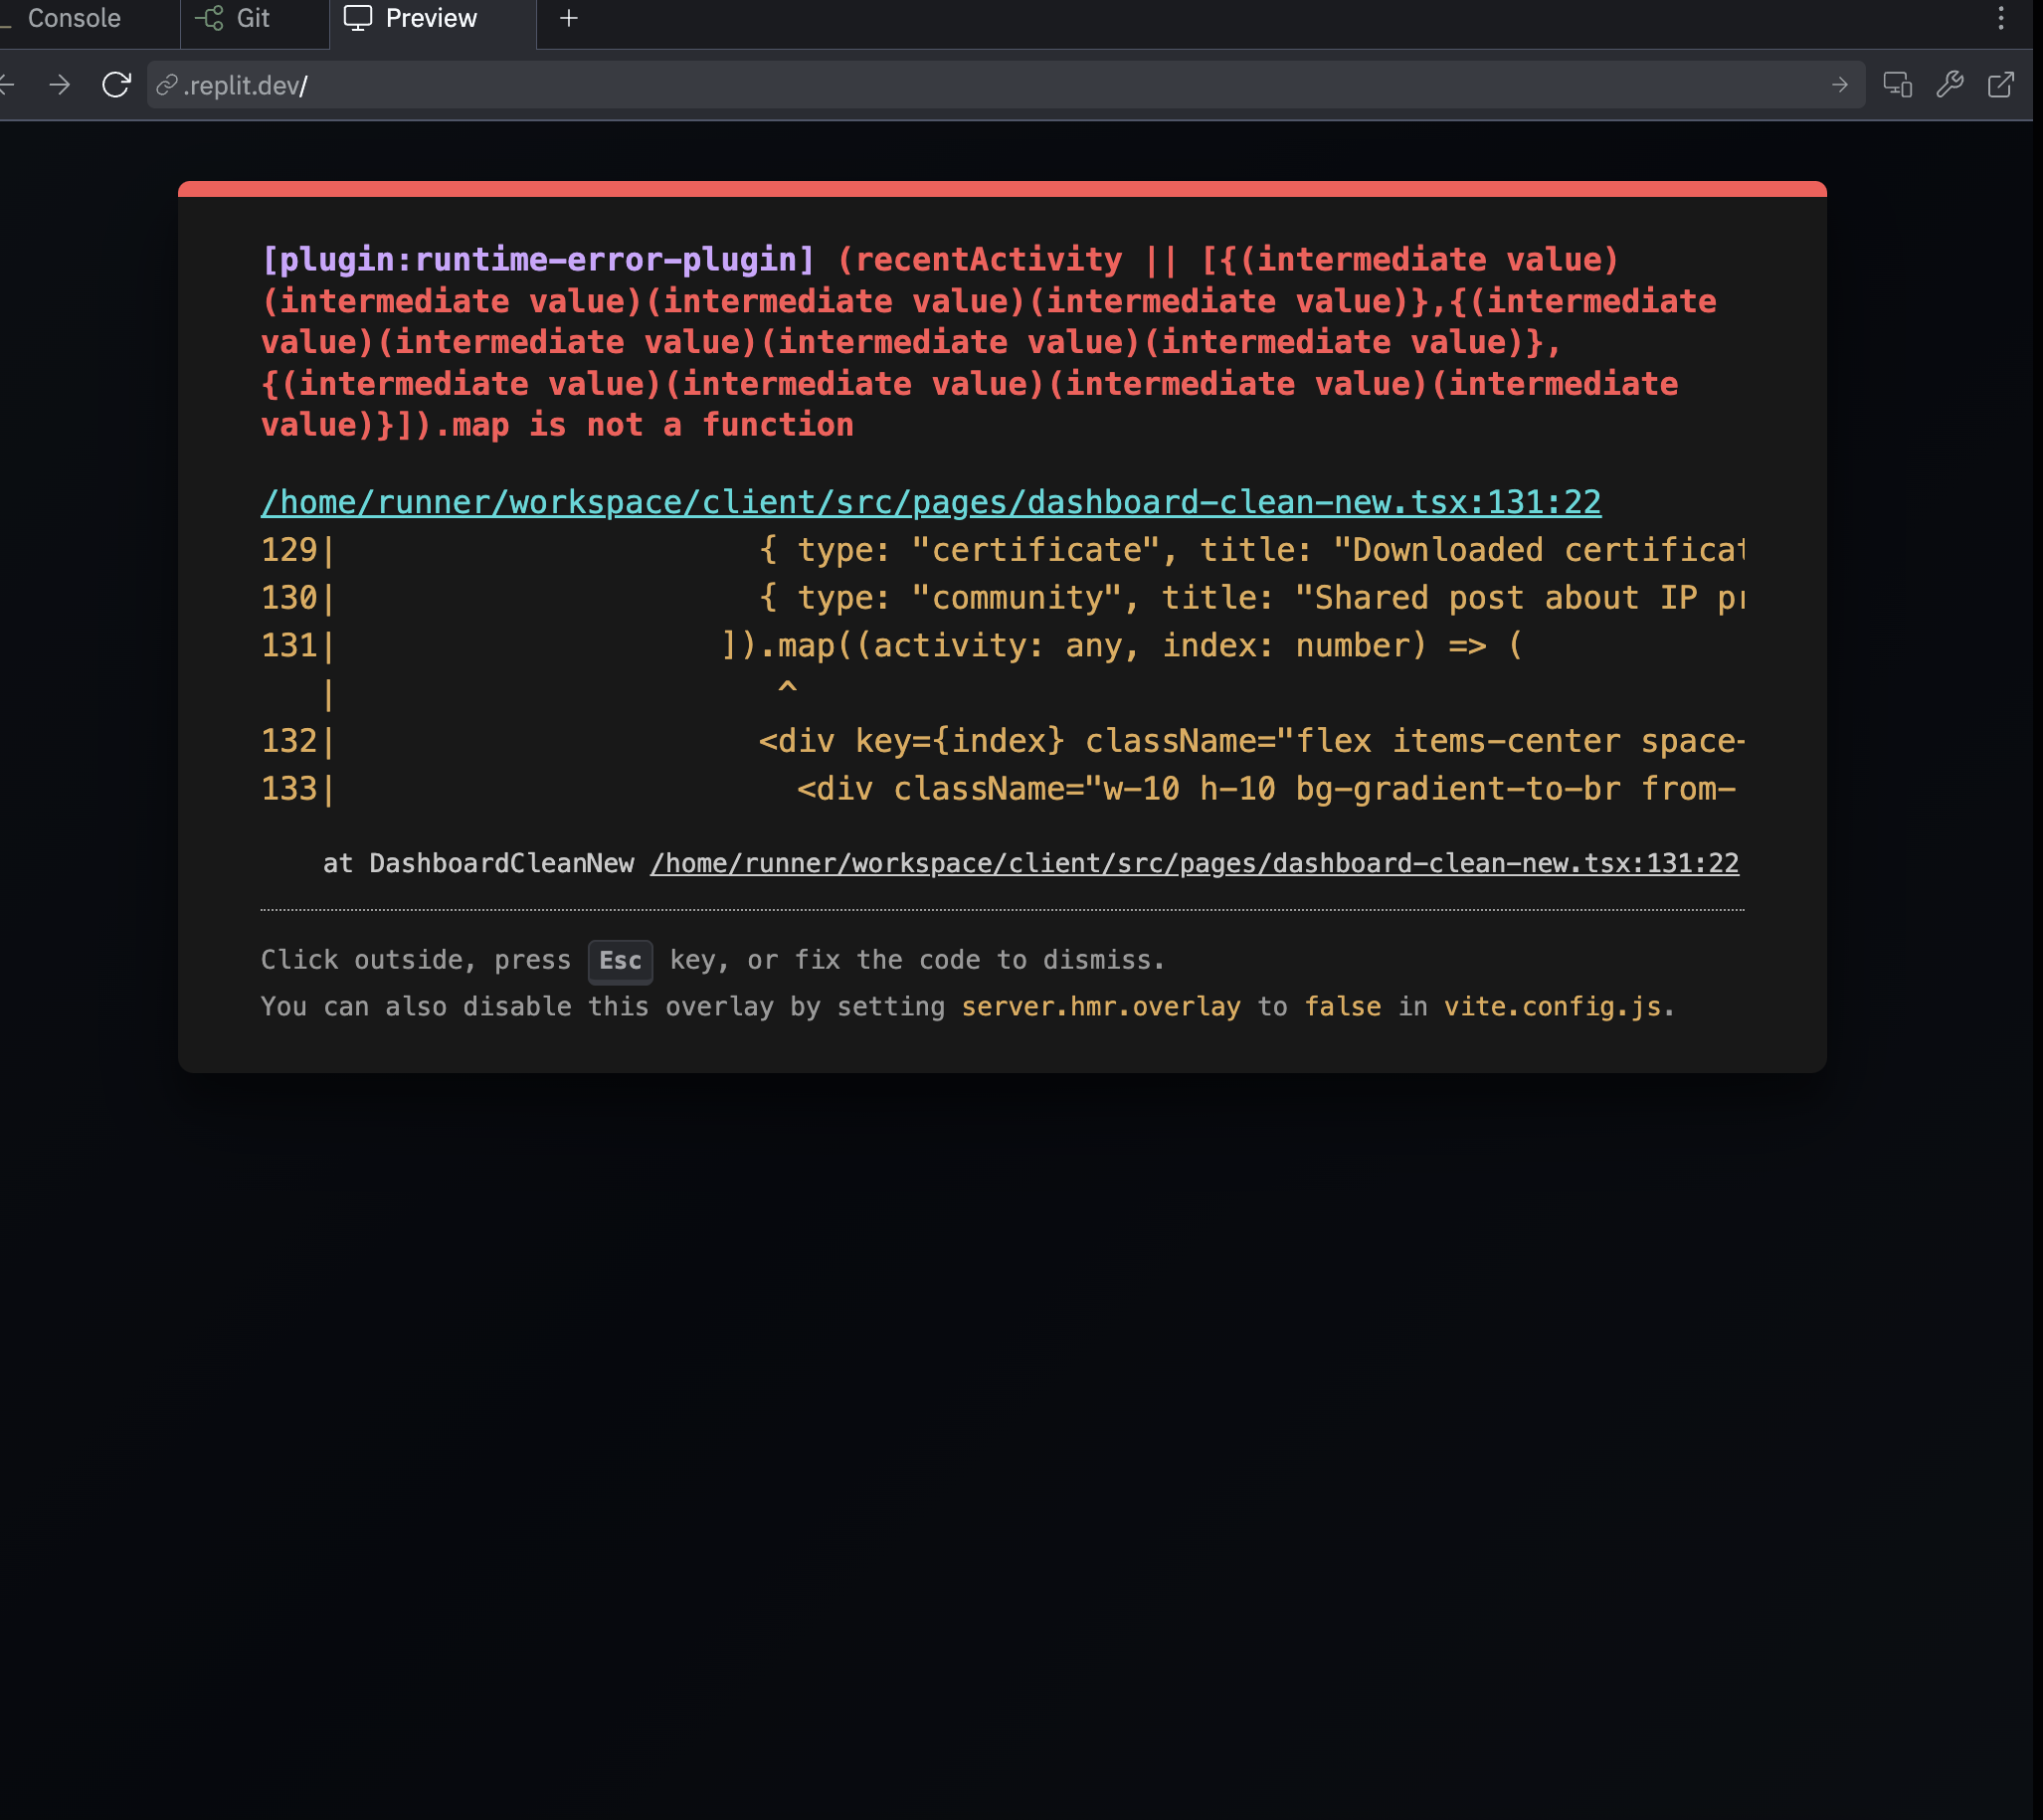 Console Git Preview +
.replit.dev/
[plugin:runtime-error-plugin] (recentActivity || [{(intermediate value)
(intermediate value)(intermediate value)(intermediate value)},{(intermediate
value)(intermediate value)(intermediate value)(intermediate value)},
{(intermediate value)(intermediate value)(intermediate value)(intermediate
value)}]).map is not a function
/home/runner/workspace/client/src/pages/dashboard-clean-new.tsx:131:22
129|                      { type: "certificate", title: "Downloaded certificat
130|                      { type: "community", title: "Shared post about IP pr
131|                    ]).map((activity: any, index: number) => (
   |                       ^
132|                      <div key={index} className="flex items-center space-
133|                        <div className="w-10 h-10 bg-gradient-to-br from-
at DashboardCleanNew /home/runner/workspace/client/src/pages/dashboard-clean-new.tsx:131:22
Click outside, press Esc key, or fix the code to dismiss.
You can also disable this overlay by setting server.hmr.overlay to false in vite.config.js.